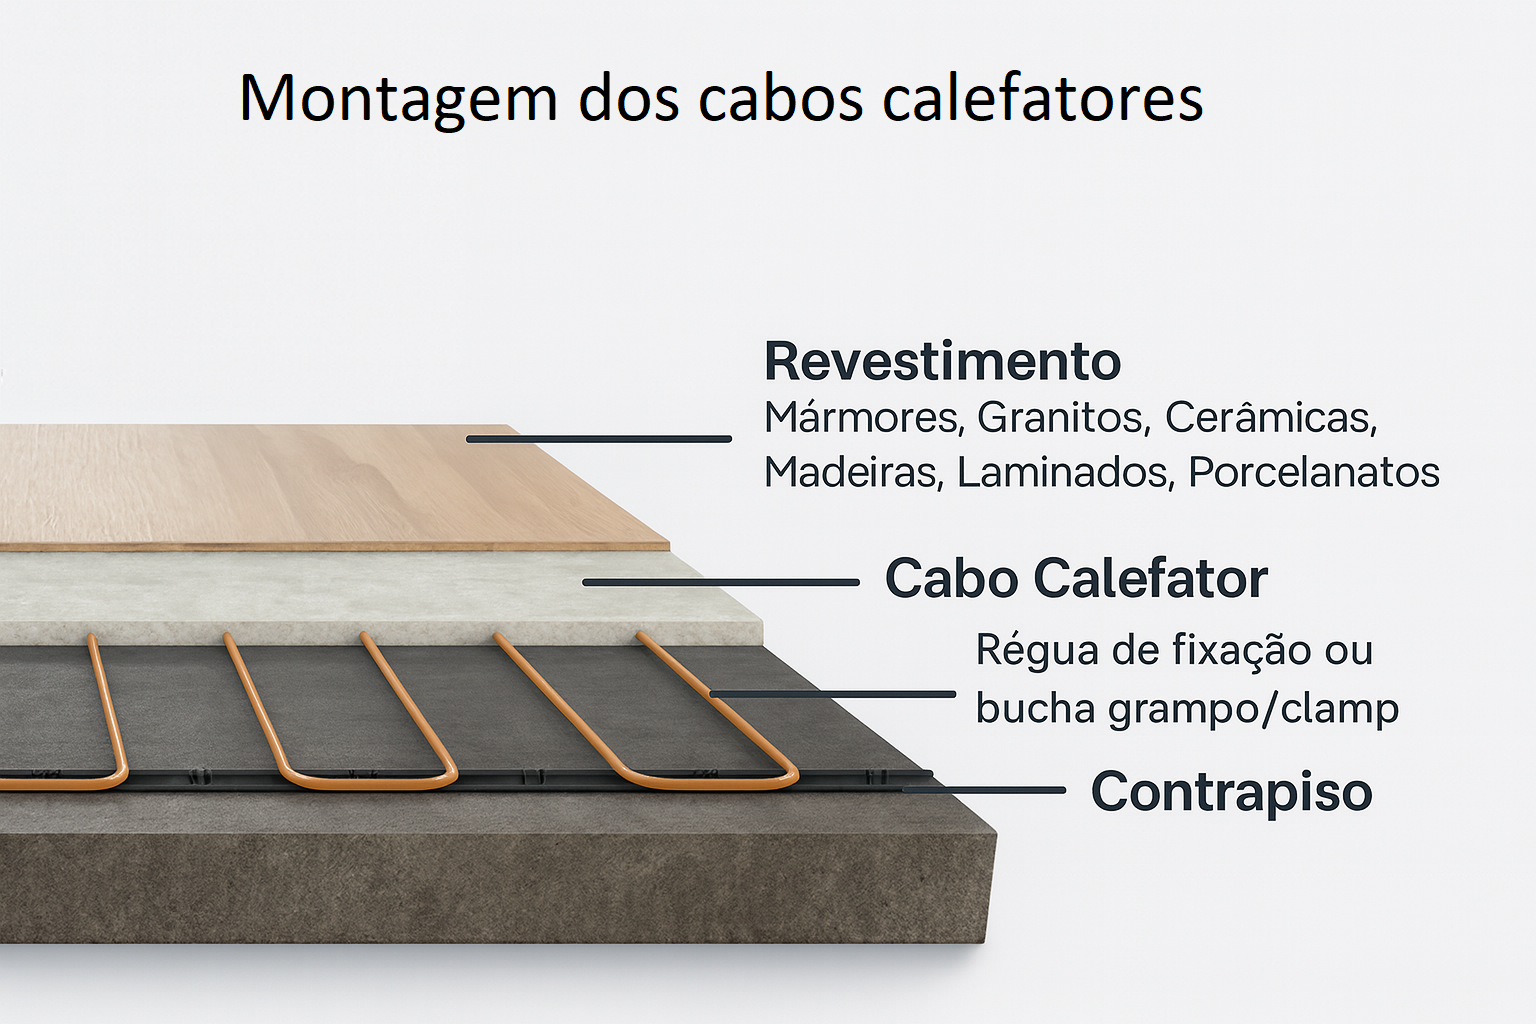 Montagem dos cabos calefatores
Revestimento
Mármores, Granitos, Cerâmicas,
Madeiras, Laminados, Porcelanatos
Cabo Calefator
Régua de fixação ou
bucha grampo/clamp
Contrapiso